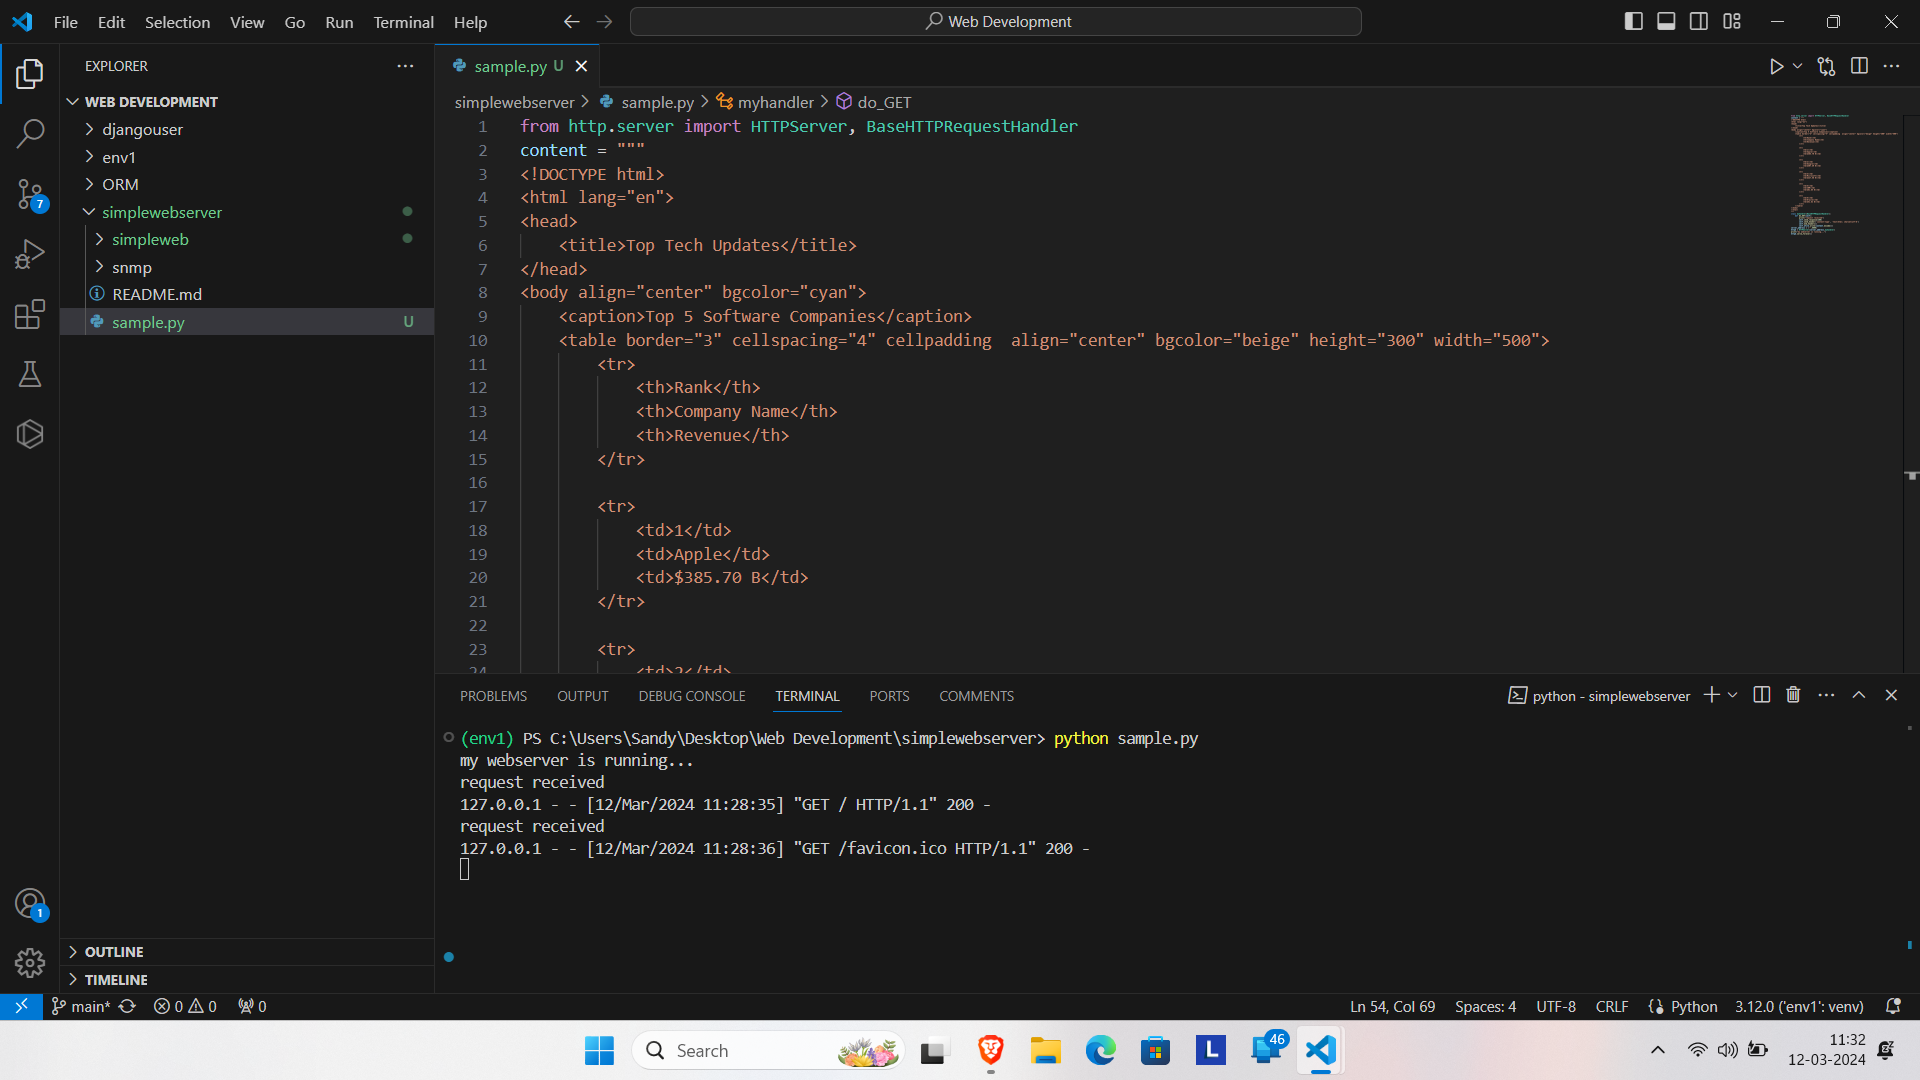 File Edit Selection View Go Run Terminal Help
Web Development
EXPLORER
WEB DEVELOPMENT
djangouser
env1
ORM
simplewebserver
simpleweb
snmp
README.md
sample.py U
7
1
OUTLINE
TIMELINE
sample.py U
simplewebserver > sample.py > myhandler > do_GET
1 from http.server import HTTPServer, BaseHTTPRequestHandler
2 content = """
3 <!DOCTYPE html>
4 <html lang="en">
5 <head>
6 <title>Top Tech Updates</title>
7 </head>
8 <body align="center" bgcolor="cyan">
9 <caption>Top 5 Software Companies</caption>
10 <table border="3" cellspacing="4" cellpadding  align="center" bgcolor="beige" height="300" width="500">
11 <tr>
12 <th>Rank</th>
13 <th>Company Name</th>
14 <th>Revenue</th>
15 </tr>
16
17 <tr>
18 <td>1</td>
19 <td>Apple</td>
20 <td>$385.70 B</td>
21 </tr>
22
23 <tr>
24 <td>2</td>
PROBLEMS OUTPUT DEBUG CONSOLE TERMINAL PORTS COMMENTS
python - simplewebserver
(env1) PS C:\Users\Sandy\Desktop\Web Development\simplewebserver> python sample.py
my webserver is running...
request received
127.0.0.1 - - [12/Mar/2024 11:28:35] "GET / HTTP/1.1" 200 -
request received
127.0.0.1 - - [12/Mar/2024 11:28:36] "GET /favicon.ico HTTP/1.1" 200 -
main* 0 0 0
Ln 54, Col 69 Spaces: 4 UTF-8 CRLF Python 3.12.0 ('env1': venv)
Search
L
46
11:32
12-03-2024